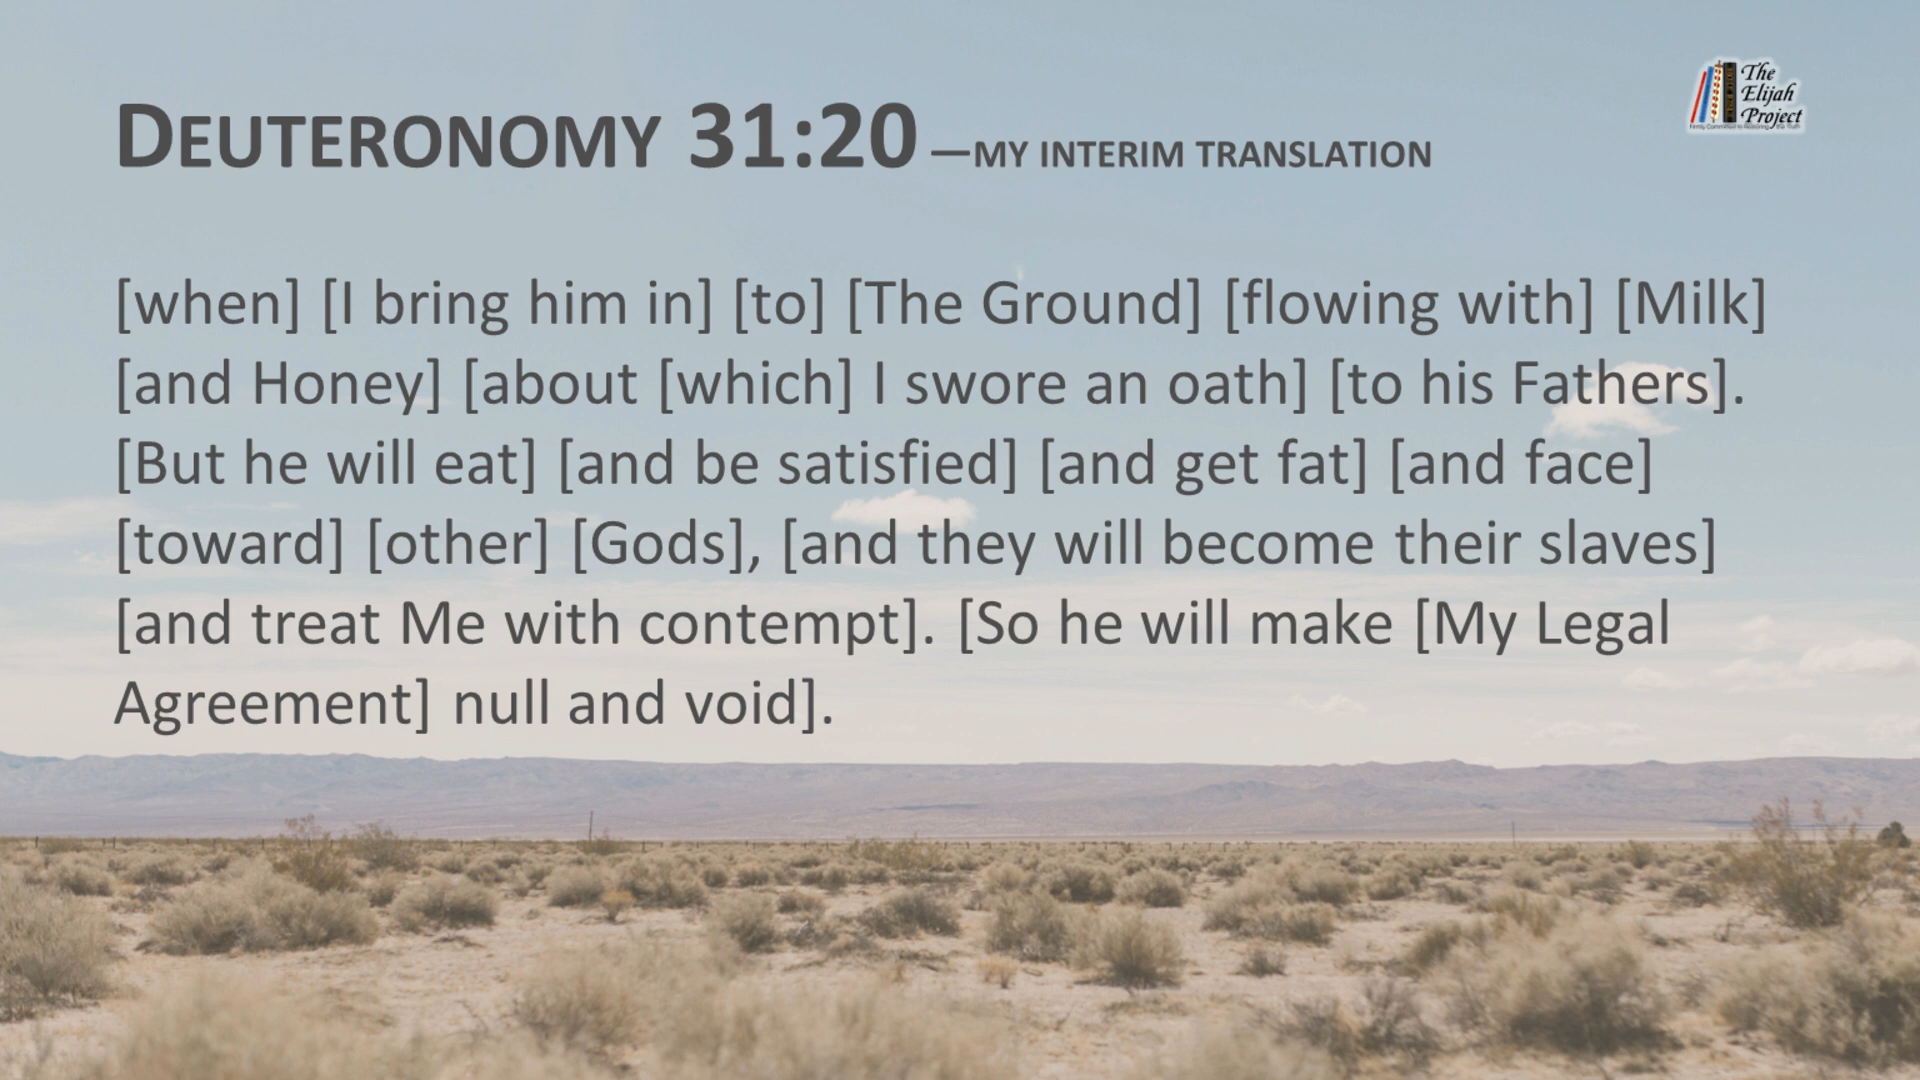 DEUTERONOMY 31:20 —MY INTERIM TRANSLATION
The
Elijah
Project
[when] [I bring him in] [to] [The Ground] [flowing with] [Milk]
[and Honey] [about [which] I swore an oath] [to his Fathers].
[But he will eat] [and be satisfied] [and get fat] [and face]
[toward] [other] [Gods], [and they will become their slaves]
[and treat Me with contempt]. [So he will make [My Legal
Agreement] null and void].